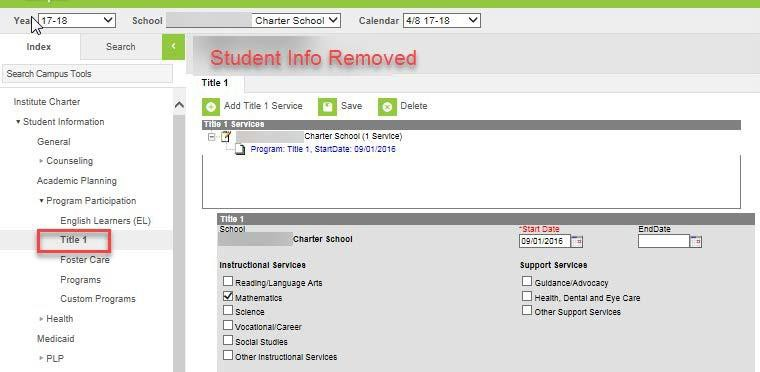 Year 17-18 School Charter School Calendar 4/8 17-18
Index Search
Student Info Removed
Search Campus Tools
Title 1
Institute Charter
Add Title 1 Service Save Delete
Student Information
Title 1 Services
General
Charter School (1 Service)
Counseling
Program: Title 1, StartDate: 09/01/2016
Academic Planning
Program Participation
English Learners (EL)
Title 1
Foster Care
Programs
Custom Programs
Health
Medicaid
PLP
Title 1
School *Start Date EndDate
Charter School 09/01/2016
Instructional Services Support Services
Reading/Language Arts Guidance/Advocacy
Mathematics Health, Dental and Eye Care
Science Other Support Services
Vocational/Career
Social Studies
Other Instructional Services